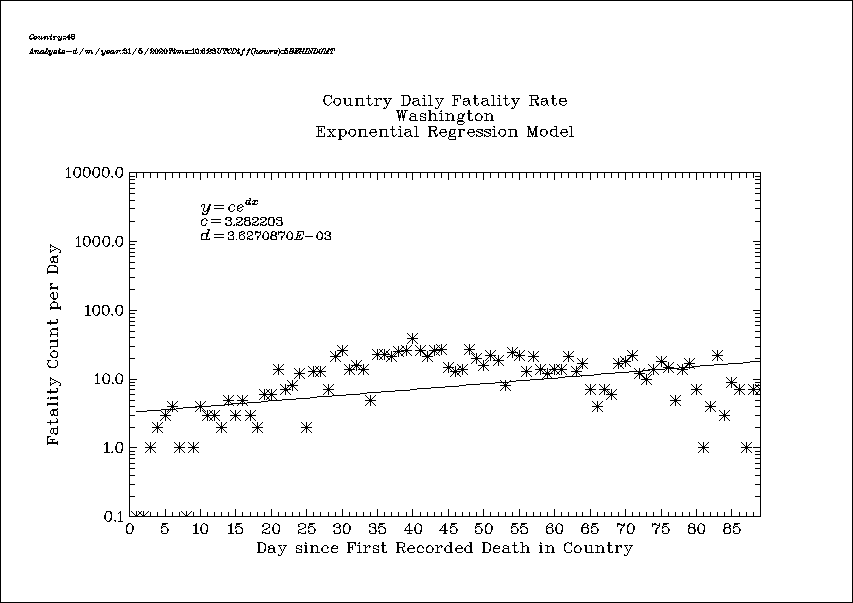 Country:48
Analysis-d/m/year:31/5/2020Time:10:623UTCDiff(hours):5BEHINDGMT
Country Daily Fatality Rate
Washington
Exponential Regression Model
y=ce^dx
c=3.282203
d=3.6270870E-03
Fatality Count per Day
10000.0
1000.0
100.0
10.0
1.0
0.1
0 5 10 15 20 25 30 35 40 45 50 55 60 65 70 75 80 85
Day since First Recorded Death in Country